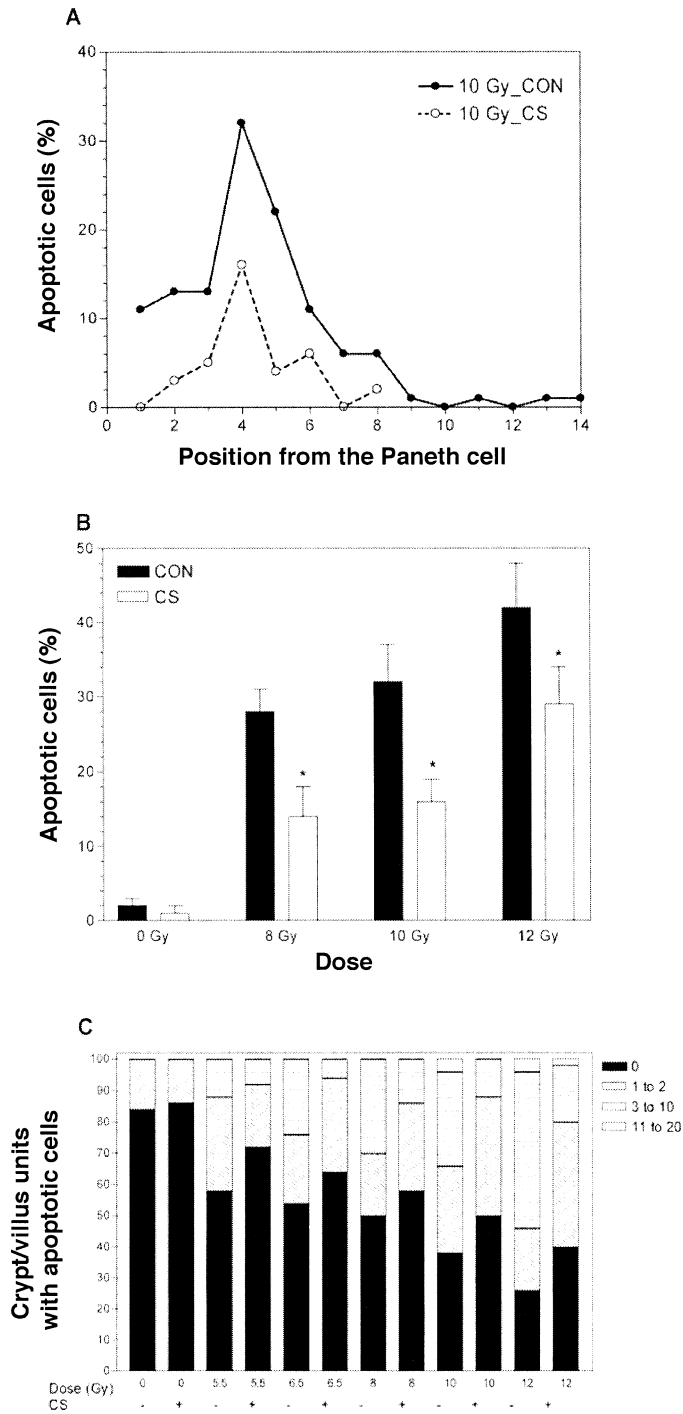 A
40
30
20
10
0
Apoptotic cells (%)
10 Gy_CON
10 Gy_CS
0 2 4 6 8 10 12 14
Position from the Paneth cell
B
50
40
30
20
10
0
Apoptotic cells (%)
CON
CS
* * *
0 Gy 8 Gy 10 Gy 12 Gy
Dose
C
100
90
80
70
60
50
40
30
20
10
0
Crypt/villus units
with apoptotic cells
0
1 to 2
3 to 10
11 to 20
Dose (Gy) 0 0 5.5 5.5 6.5 6.5 8 8 10 10 12 12
CS - + - + - + - + - + - +